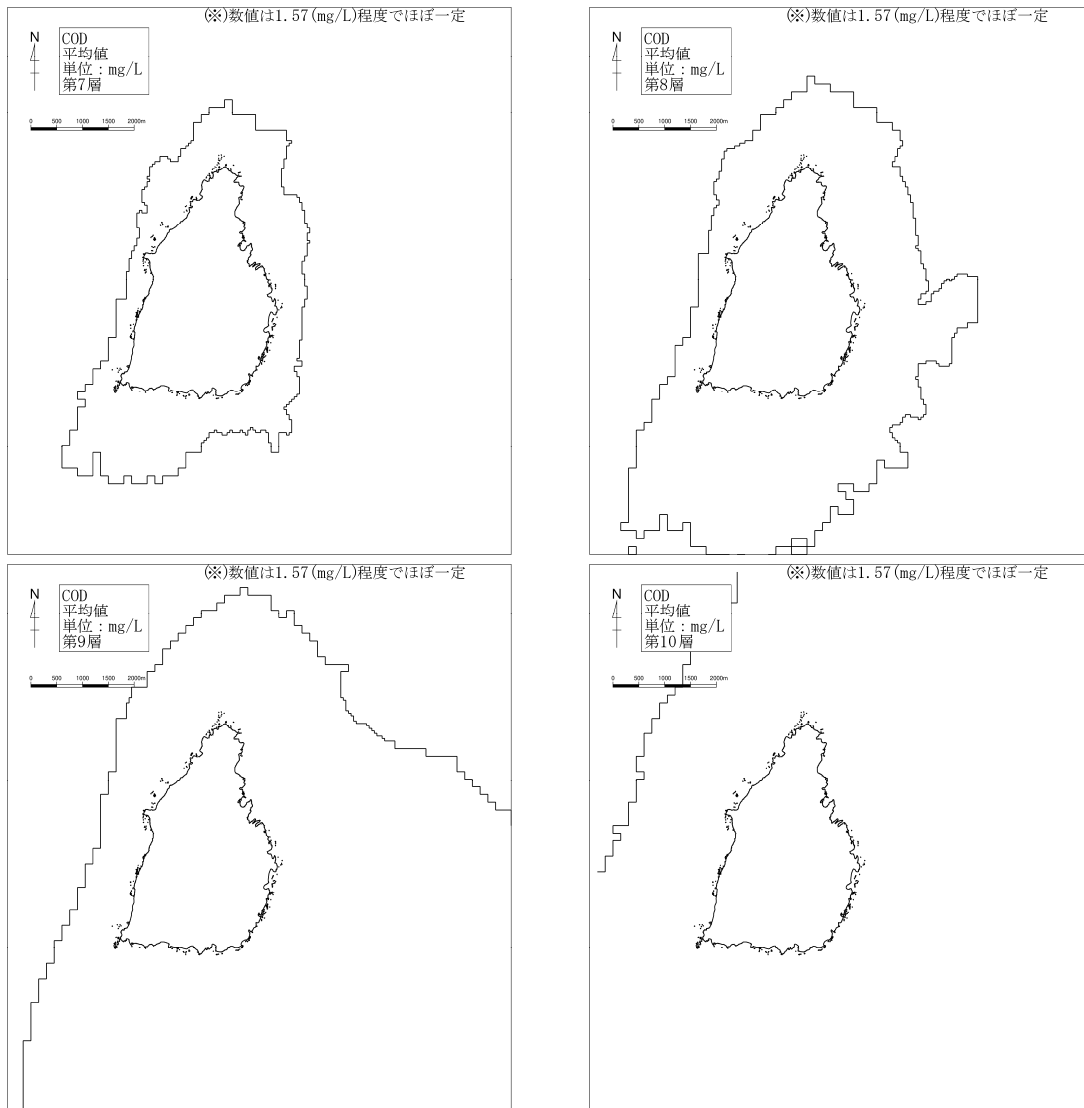 (※)数値は1.57(mg/L)程度でほぼ一定
N
COD
平均値
単位：mg/L
第7層
0 500 1000 1500 2000m
(※)数値は1.57(mg/L)程度でほぼ一定
N
COD
平均値
単位：mg/L
第8層
0 500 1000 1500 2000m
(※)数値は1.57(mg/L)程度でほぼ一定
N
COD
平均値
単位：mg/L
第9層
0 500 1000 1500 2000m
(※)数値は1.57(mg/L)程度でほぼ一定
N
COD
平均値
単位：mg/L
第10層
0 500 1000 1500 2000m